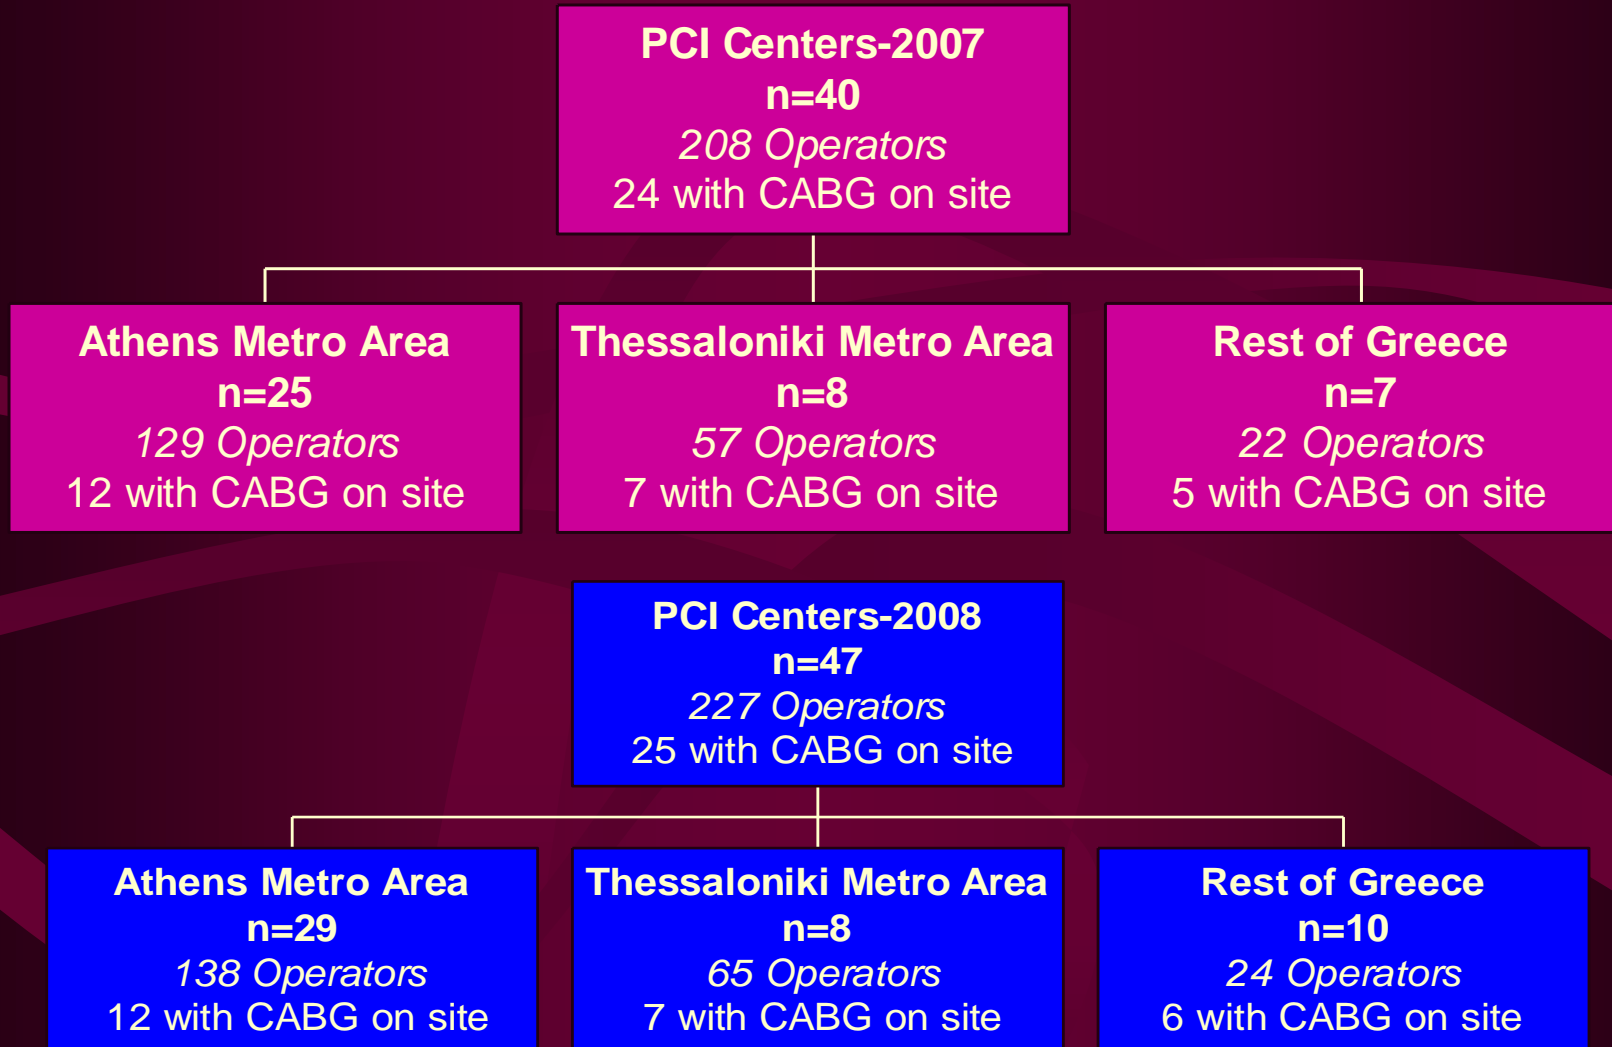 PCI Centers-2007
n=40
208 Operators
24 with CABG on site
Athens Metro Area
n=25
129 Operators
12 with CABG on site
Thessaloniki Metro Area
n=8
57 Operators
7 with CABG on site
Rest of Greece
n=7
22 Operators
5 with CABG on site
PCI Centers-2008
n=47
227 Operators
25 with CABG on site
Athens Metro Area
n=29
138 Operators
12 with CABG on site
Thessaloniki Metro Area
n=8
65 Operators
7 with CABG on site
Rest of Greece
n=10
24 Operators
6 with CABG on site